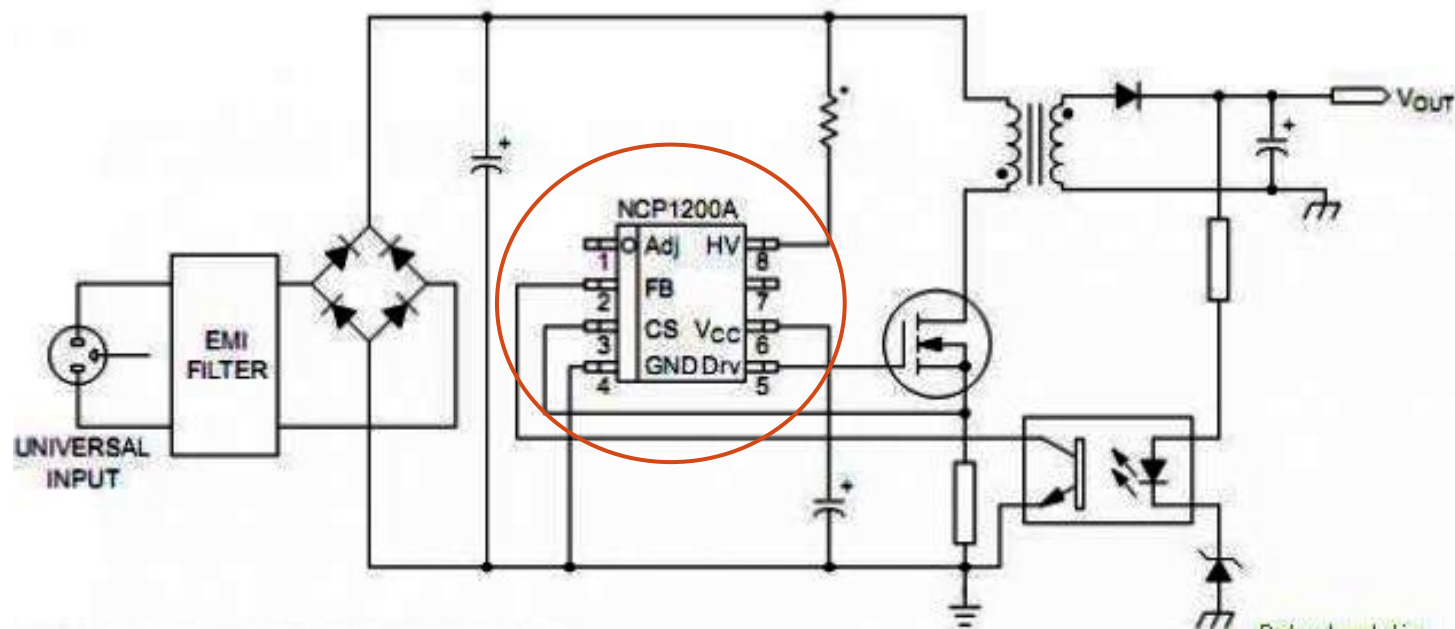 +
+
VOUT
+
NCP1200A
Adj HV
1 8
FB
2 7
CS VCC
3 6
GND Drv
4 5
EMI
FILTER
UNIVERSAL
INPUT
+